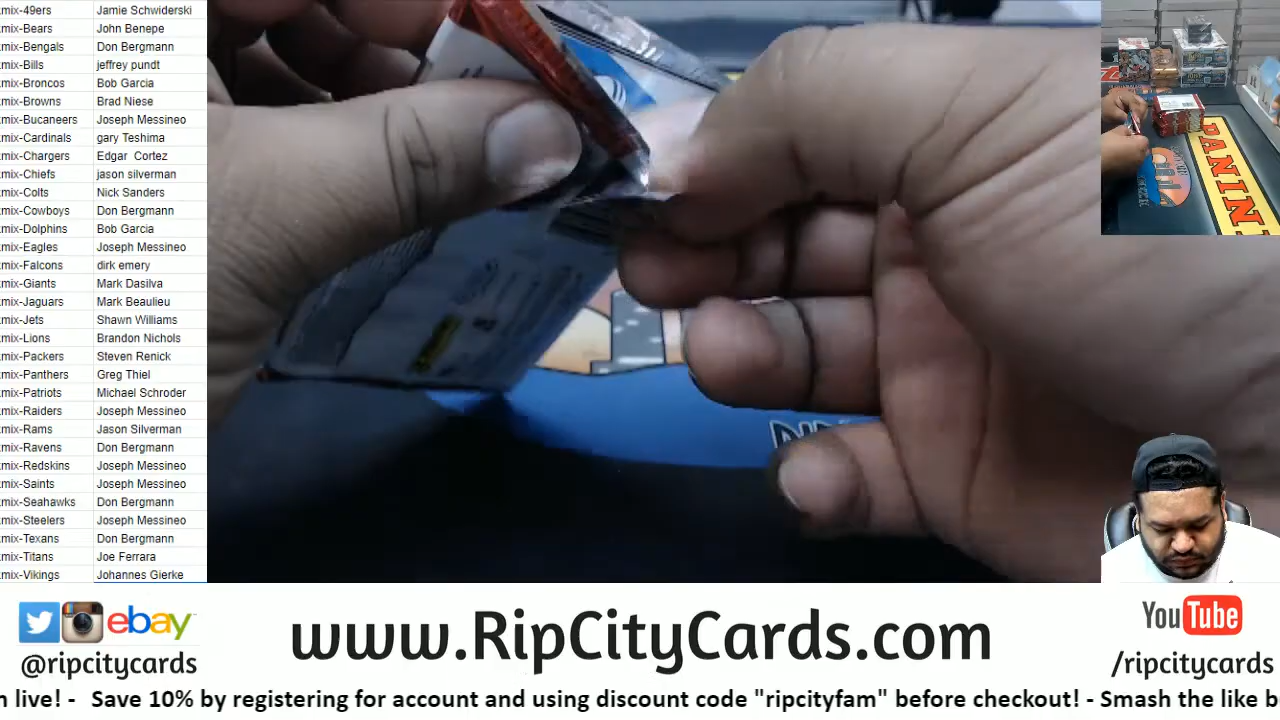 mix-49ers Jamie Schwiderski
mix-Bears John Benepe
mix-Bengals Don Bergmann
mix-Bills jeffrey pundt
mix-Broncos Bob Garcia
mix-Browns Brad Niese
mix-Bucaneers Joseph Messineo
mix-Cardinals gary Teshima
mix-Chargers Edgar Cortez
mix-Chiefs jason silverman
mix-Colts Nick Sanders
mix-Cowboys Don Bergmann
mix-Dolphins Bob Garcia
mix-Eagles Joseph Messineo
mix-Falcons dirk emery
mix-Giants Mark Dasilva
mix-Jaguars Mark Beaulieu
mix-Jets Shawn Williams
mix-Lions Brandon Nichols
mix-Packers Steven Renick
mix-Panthers Greg Thiel
mix-Patriots Michael Schroder
mix-Raiders Joseph Messineo
mix-Rams Jason Silverman
mix-Ravens Don Bergmann
mix-Redskins Joseph Messineo
mix-Saints Joseph Messineo
mix-Seahawks Don Bergmann
mix-Steelers Joseph Messineo
mix-Texans Don Bergmann
mix-Titans Joe Ferrara
mix-Vikings Johannes Gierke
PANIN
ebay
@ripcitycards
www.RipCityCards.com
YouTube
/ripcitycards
n live! - Save 10% by registering for account and using discount code "ripcityfam" before checkout! - Smash the like b